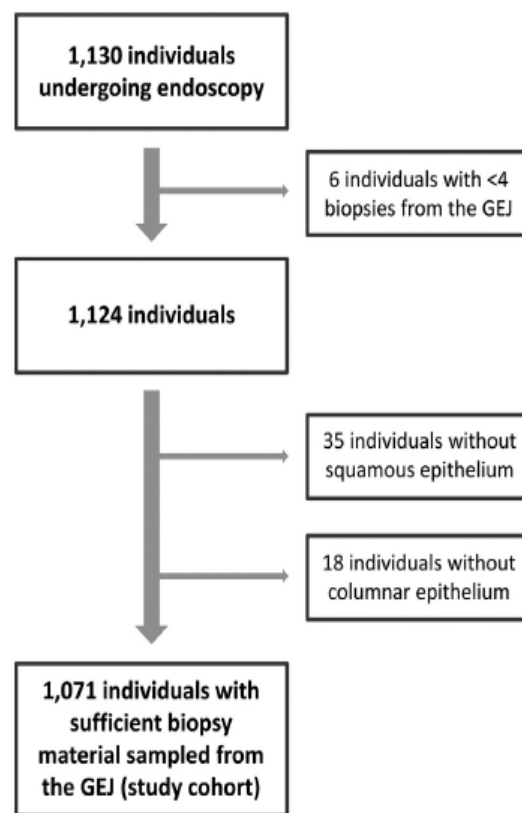 1,130 individuals
undergoing endoscopy
6 individuals with <4
biopsies from the GEJ
1,124 individuals
35 individuals without
squamous epithelium
18 individuals without
columnar epithelium
1,071 individuals with
sufficient biopsy
material sampled from
the GEJ (study cohort)